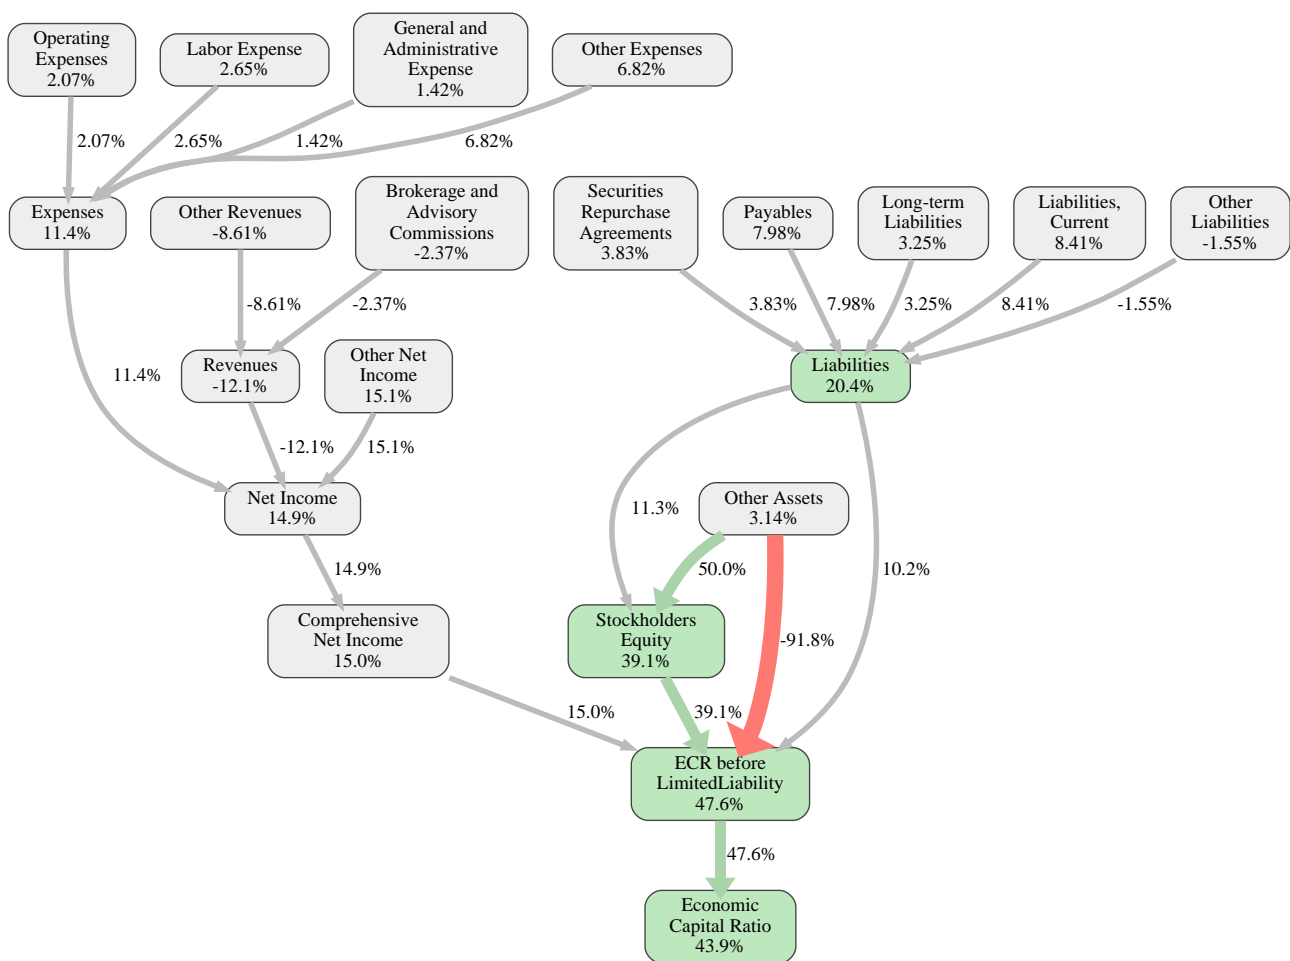 Operating
Expenses
2.07%
Labor Expense
2.65%
General and
Administrative
Expense
1.42%
Other Expenses
6.82%
2.07%
2.65%
1.42%
6.82%
Expenses
11.4%
Other Revenues
-8.61%
Brokerage and
Advisory
Commissions
-2.37%
Securities
Repurchase
Agreements
3.83%
Payables
7.98%
Long-term
Liabilities
3.25%
Liabilities,
Current
8.41%
Other
Liabilities
-1.55%
-8.61%
-2.37%
3.83%
7.98%
3.25%
8.41%
-1.55%
11.4%
Revenues
-12.1%
Other Net
Income
15.1%
Liabilities
20.4%
-12.1%
15.1%
Net Income
14.9%
11.3%
Other Assets
3.14%
14.9%
50.0%
10.2%
Comprehensive
Net Income
15.0%
Stockholders
Equity
39.1%
-91.8%
15.0%
39.1%
ECR before
LimitedLiability
47.6%
47.6%
Economic
Capital Ratio
43.9%